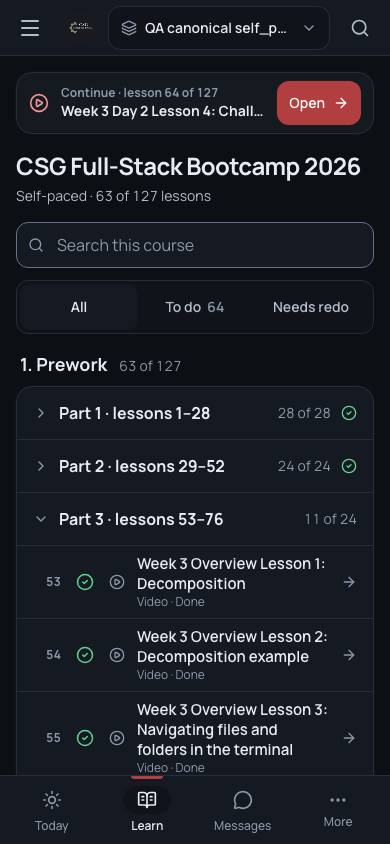 QA canonical self_p...
Continue · lesson 64 of 127
Week 3 Day 2 Lesson 4: Chall...
Open
CSG Full-Stack Bootcamp 2026
Self-paced · 63 of 127 lessons
Search this course
All
To do 64
Needs redo
1. Prework 63 of 127
Part 1 · lessons 1–28
28 of 28
Part 2 · lessons 29–52
24 of 24
Part 3 · lessons 53–76
11 of 24
53
Week 3 Overview Lesson 1:
Decomposition
Video · Done
54
Week 3 Overview Lesson 2:
Decomposition example
Video · Done
55
Week 3 Overview Lesson 3:
Navigating files and
folders in the terminal
Video · Done
Today
Learn
Messages
More